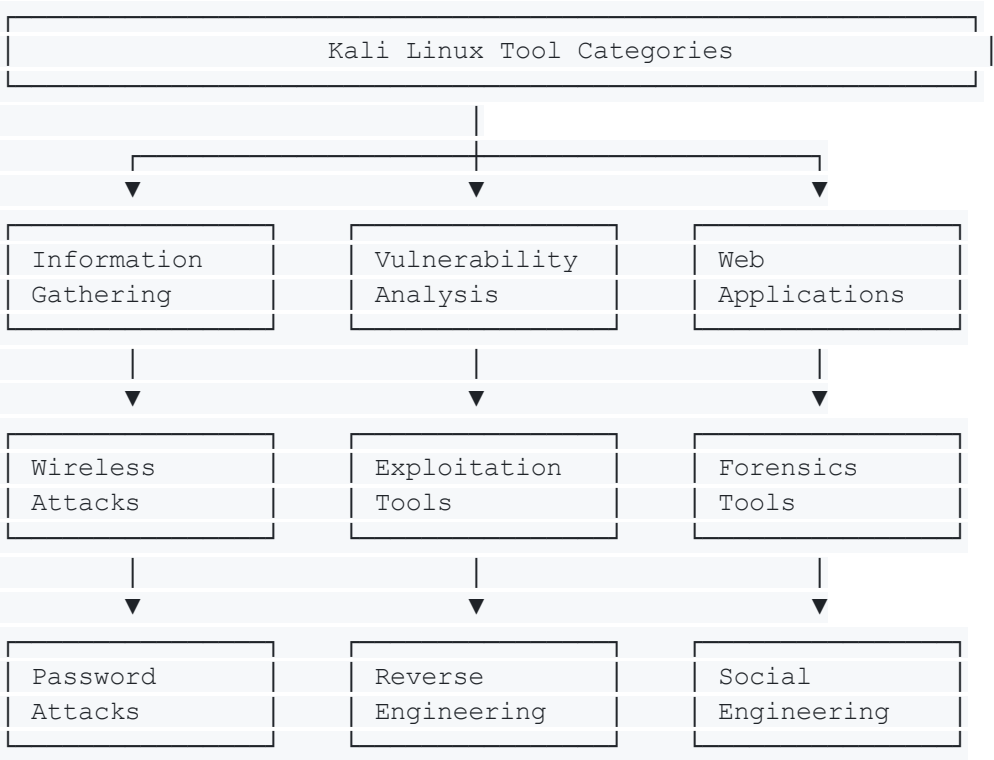 Kali Linux Tool Categories
Information Vulnerability Web
Gathering Analysis Applications
Wireless Exploitation Forensics
Attacks Tools Tools
Password Reverse Social
Attacks Engineering Engineering